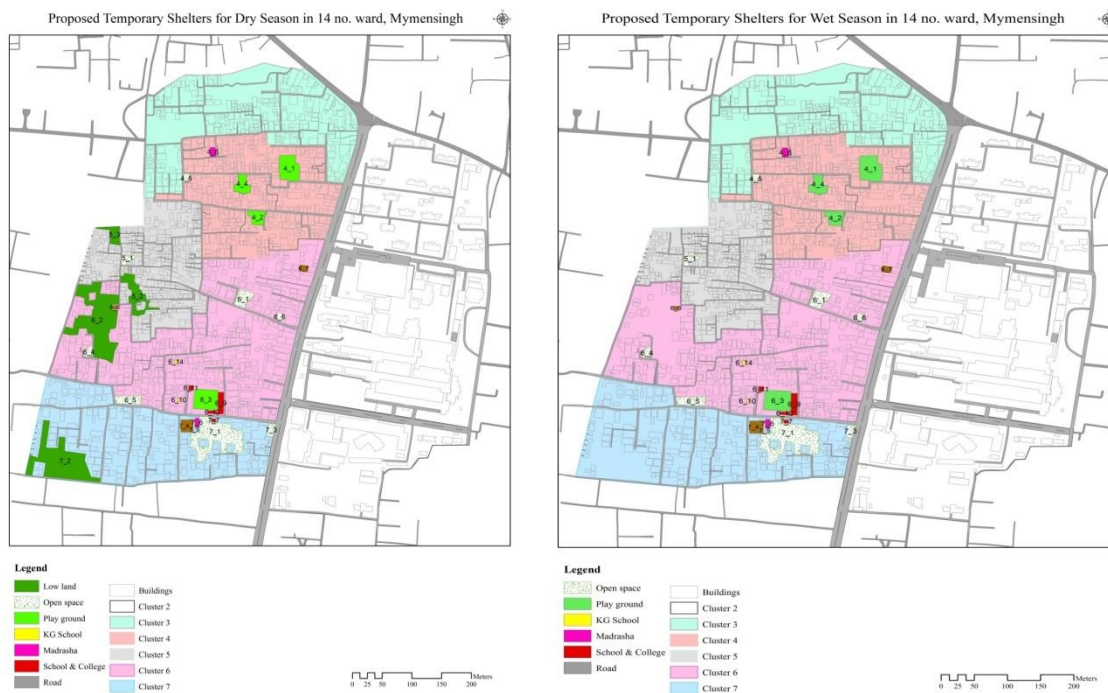 Proposed Temporary Shelters for Dry Season in 14 no. ward, Mymensingh
4_1
4_5
4_4
4_2
5_3
5_1
5_2
6_2
6_1
6_6
6_4
6_14
6_10
6_5
6_3
7_1
7_3
7_2
Legend
Low land
Open space
Play ground
KG School
Madrasha
School & College
Road
Buildings
Cluster 2
Cluster 3
Cluster 4
Cluster 5
Cluster 6
Cluster 7
0 25 50 100 150 200
Meters
Proposed Temporary Shelters for Wet Season in 14 no. ward, Mymensingh
4_1
4_5
4_4
4_2
5_1
6_1
6_6
6_4
6_14
6_10
6_5
6_3
7_1
7_3
Legend
Open space
Play ground
KG School
Madrasha
School & College
Road
Buildings
Cluster 2
Cluster 3
Cluster 4
Cluster 5
Cluster 6
Cluster 7
0 25 50 100 150 200
Meters